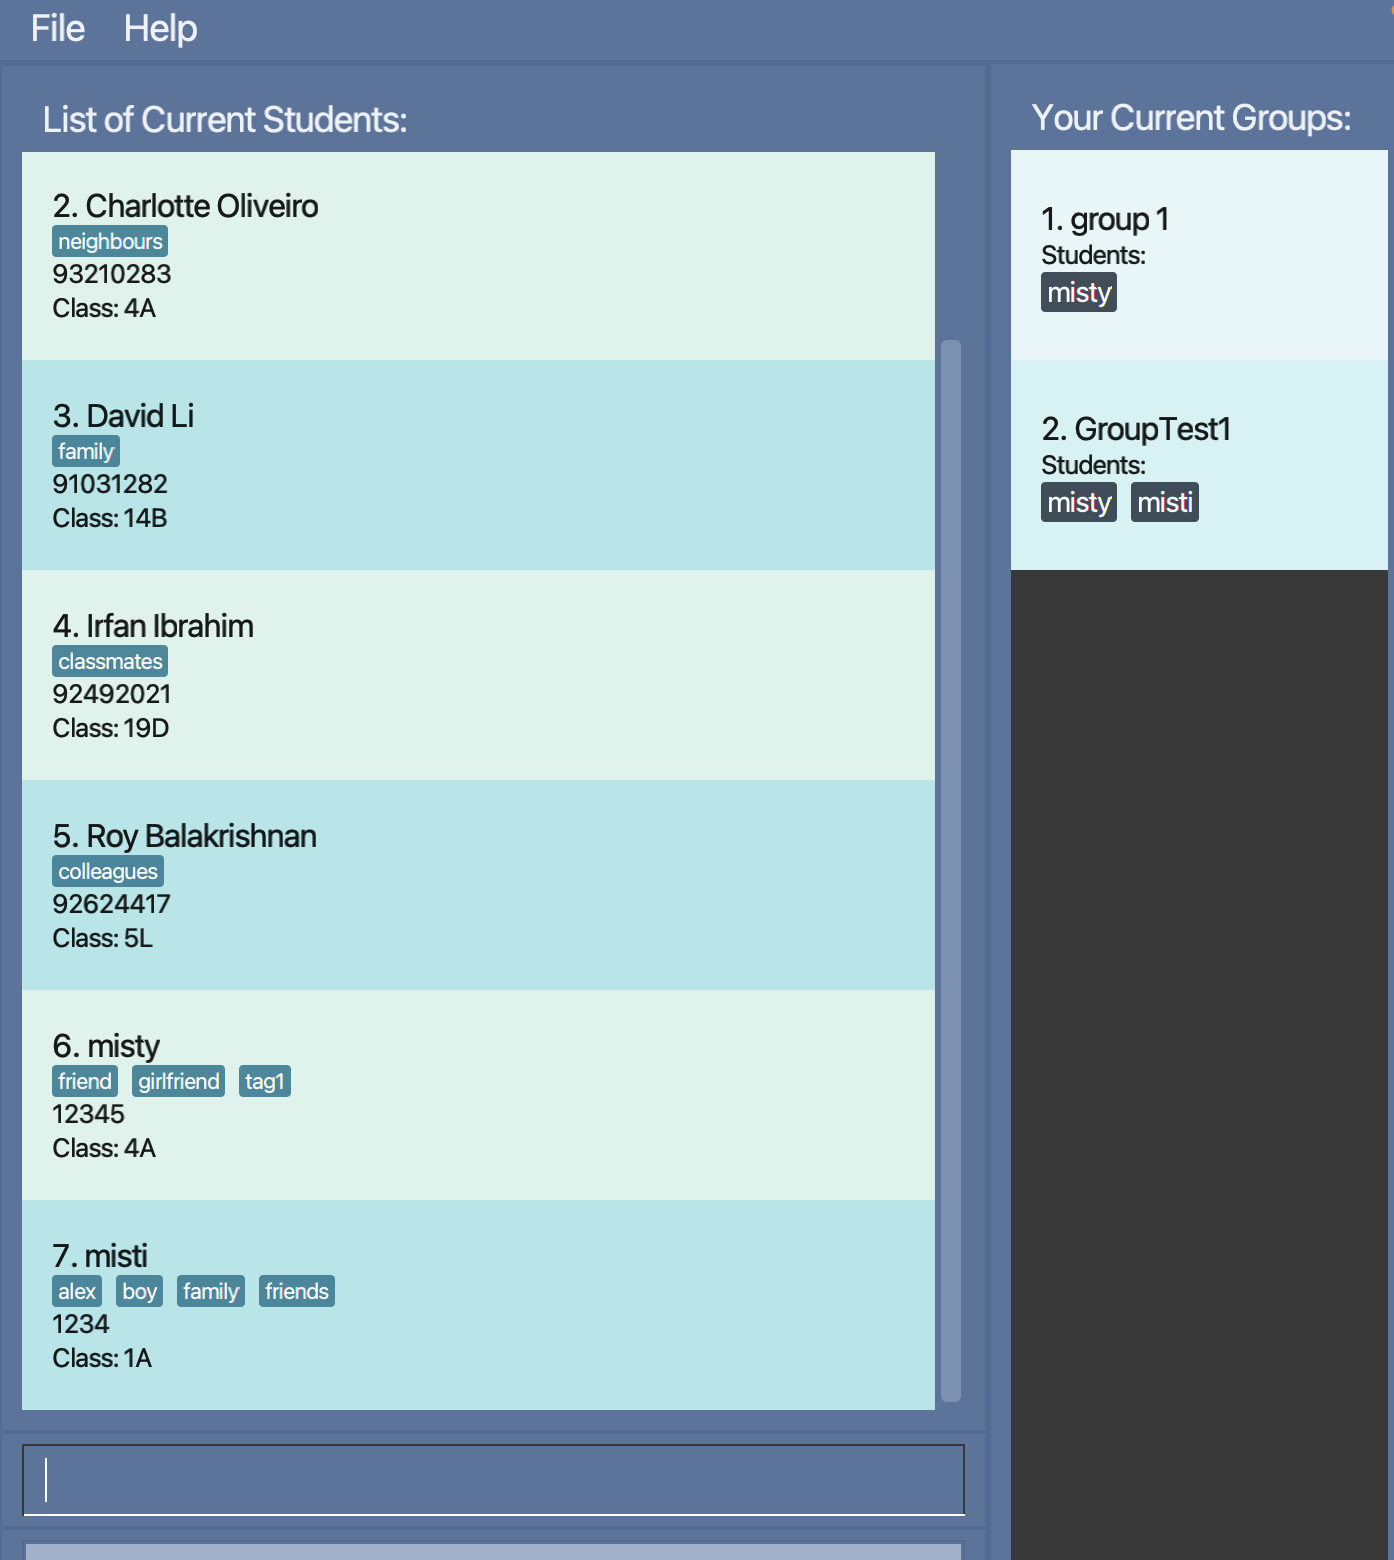 File Help
List of Current Students:
2. Charlotte Oliveiro
neighbours
93210283
Class: 4A
3. David Li
family
91031282
Class: 14B
4. Irfan Ibrahim
classmates
92492021
Class: 19D
5. Roy Balakrishnan
colleagues
92624417
Class: 5L
6. misty
friend girlfriend tag1
12345
Class: 4A
7. misti
alex boy family friends
1234
Class: 1A
Your Current Groups:
1. group 1
Students:
misty
2. GroupTest1
Students:
misty misti